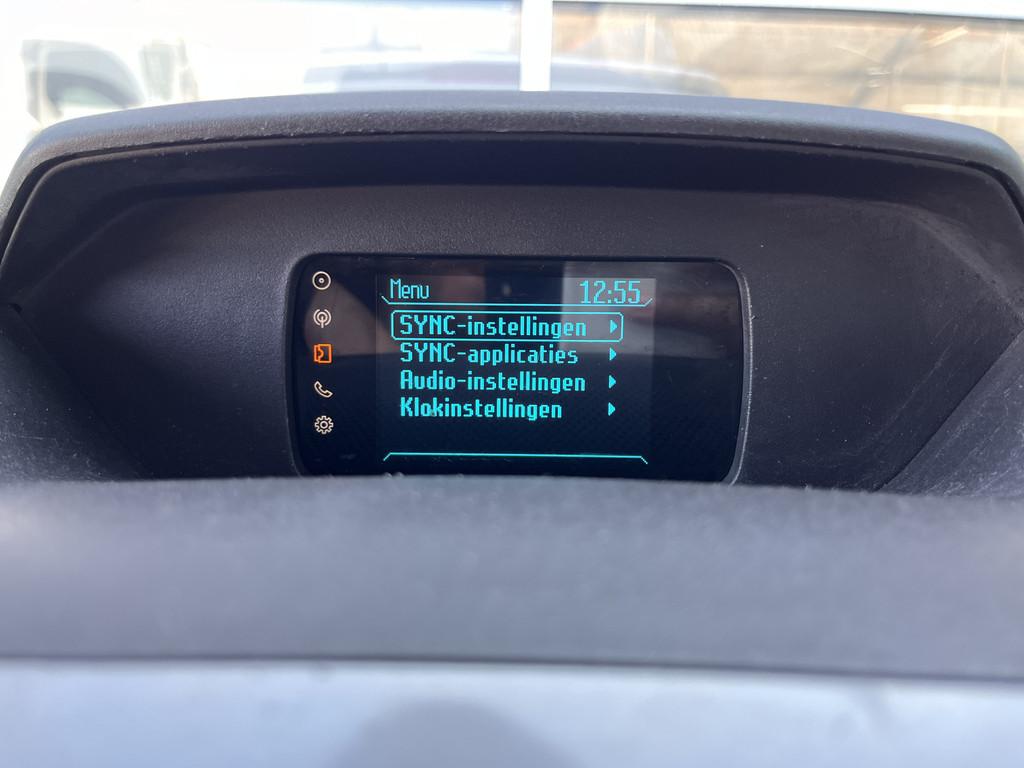 Menu 12:55
SYNC-instellingen
SYNC-applicaties
Audio-instellingen
Klokinstellingen